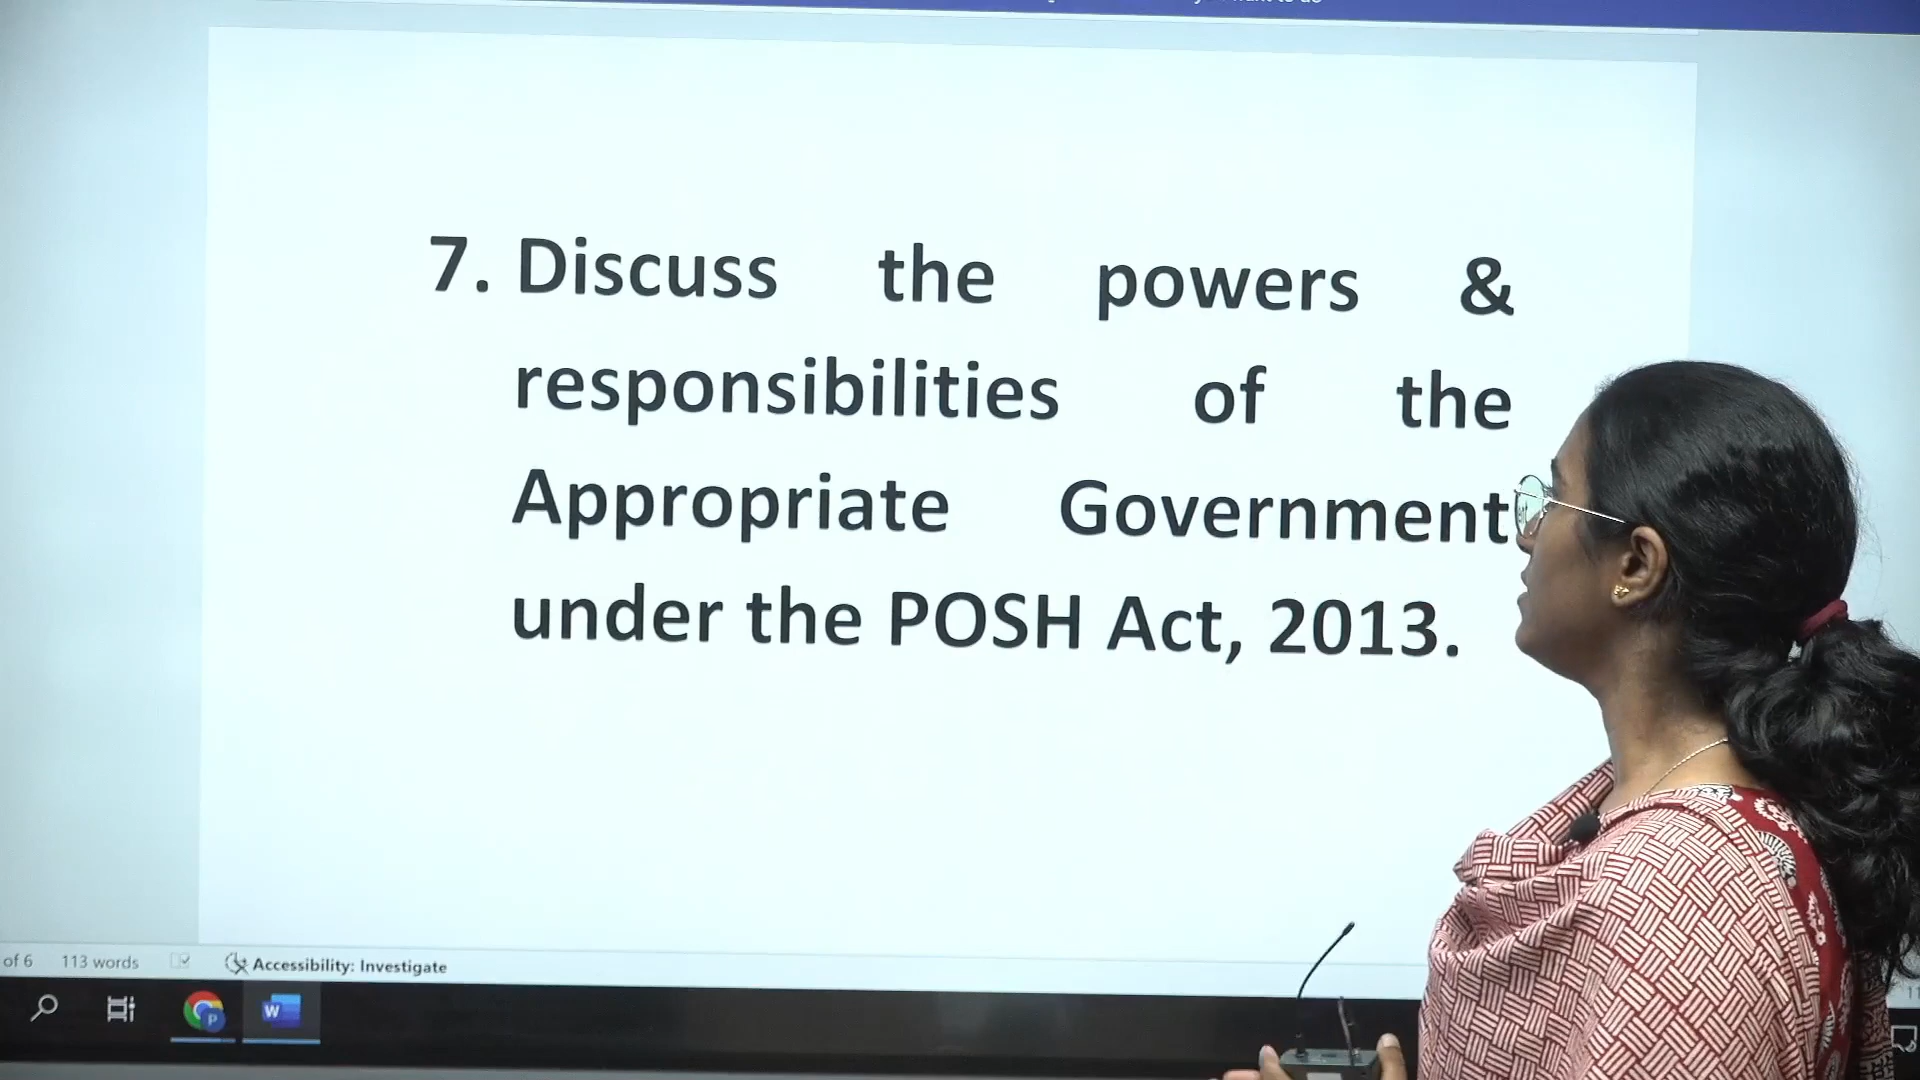 7. Discuss the powers &
responsibilities of the
Appropriate Government
under the POSH Act, 2013.
of 6 113 words Accessibility: Investigate